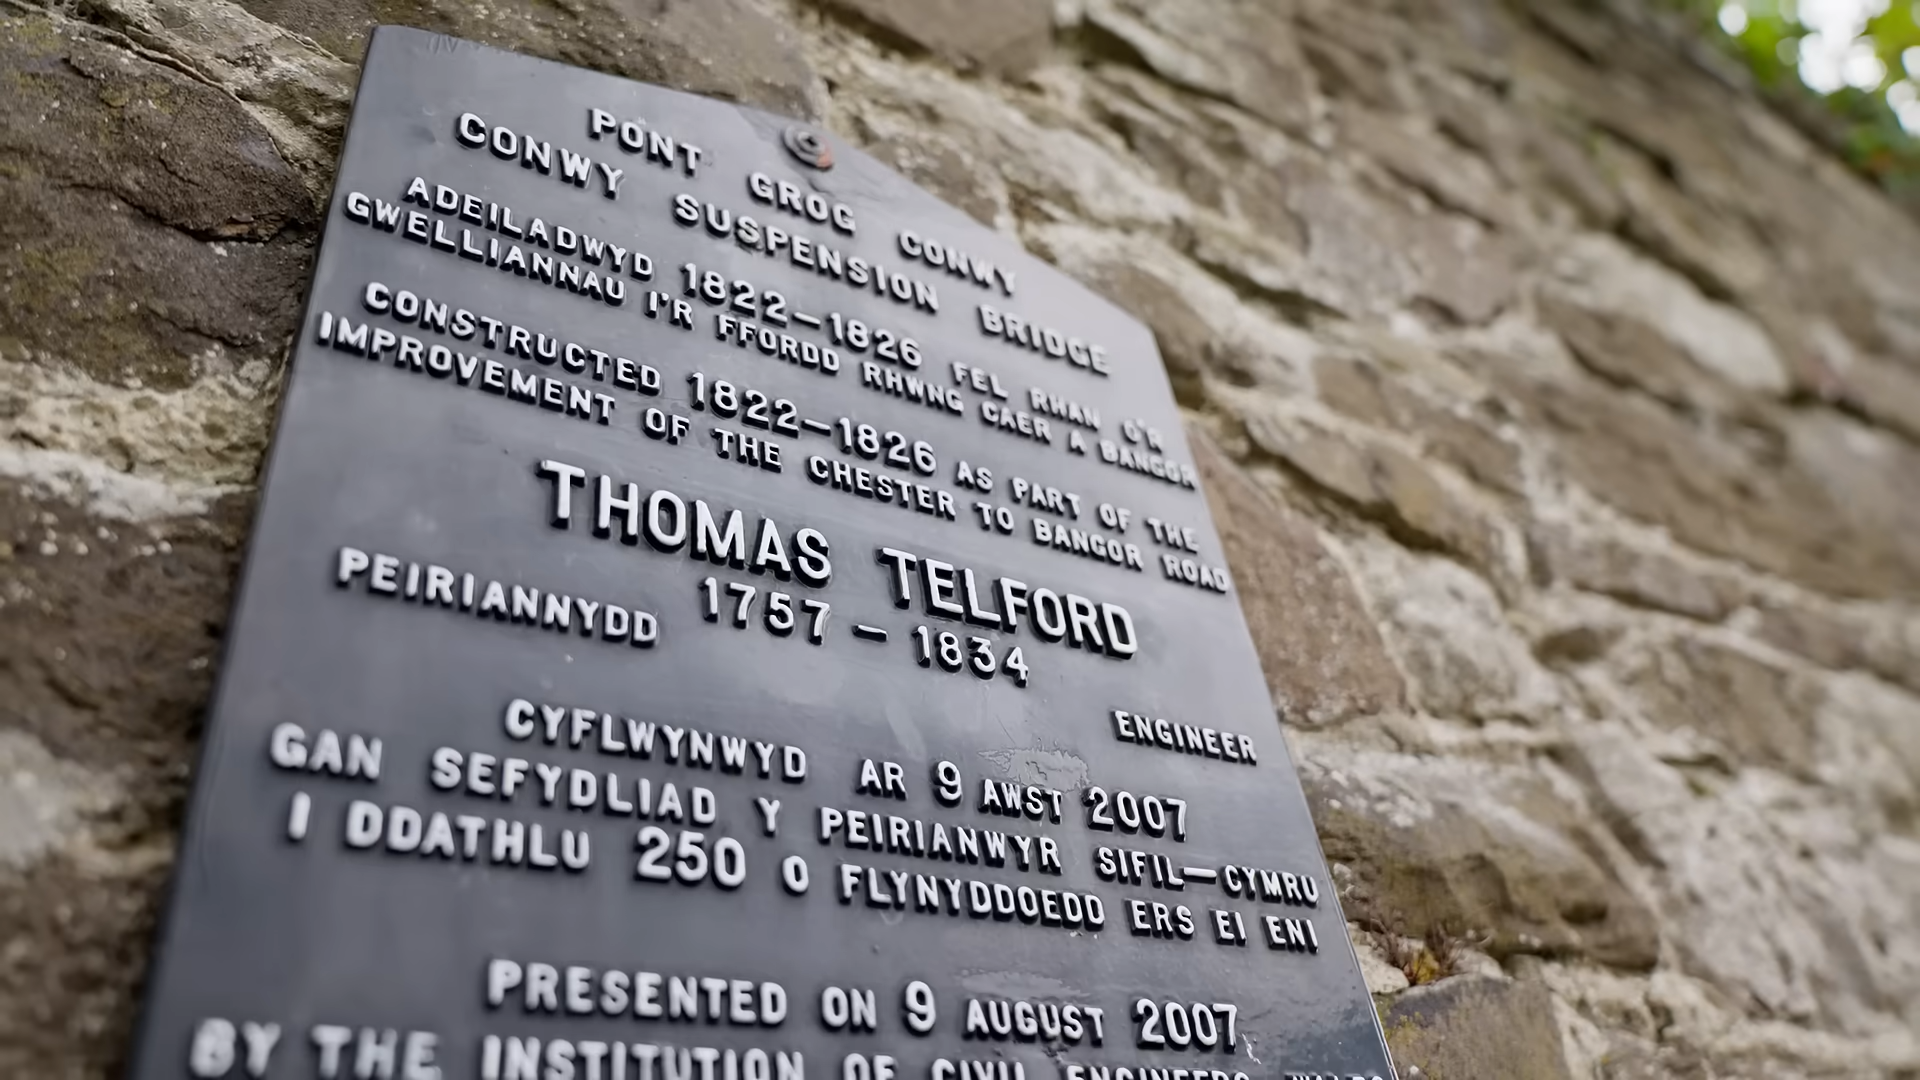 PONT GROG CONWY
CONWY SUSPENSION BRIDGE
ADEILADWYD 1822–1826 FEL RHAN O'R
GWELLIANNAU I'R FFORDD RHWNG CAER A BANGOR
CONSTRUCTED 1822–1826 AS PART OF THE
IMPROVEMENT OF THE CHESTER TO BANGOR ROAD
THOMAS TELFORD
1757 – 1834
PEIRIANNYDD ENGINEER
CYFLWYNWYD AR 9 AWST 2007
GAN SEFYDLIAD Y PEIRIANWYR SIFIL–CYMRU
I DDATHLU 250 O FLYNYDDOEDD ERS EI ENI
PRESENTED ON 9 AUGUST 2007
BY THE INSTITUTION OF CIVIL ENGINEERS WALES